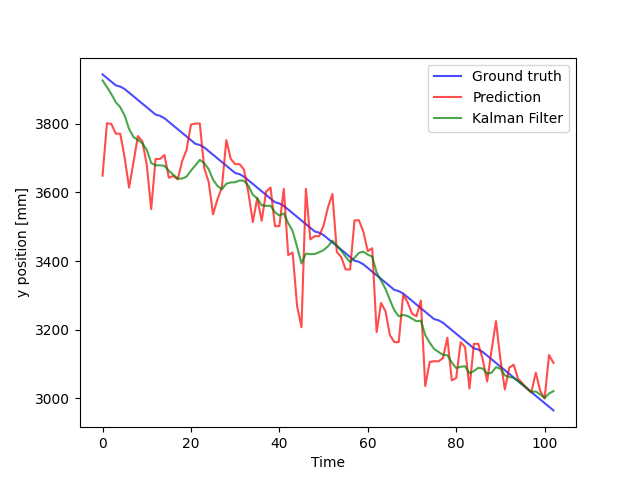 Ground truth
Prediction
Kalman Filter
3800
3600
3400
3200
3000
y position [mm]
0 20 40 60 80 100
Time